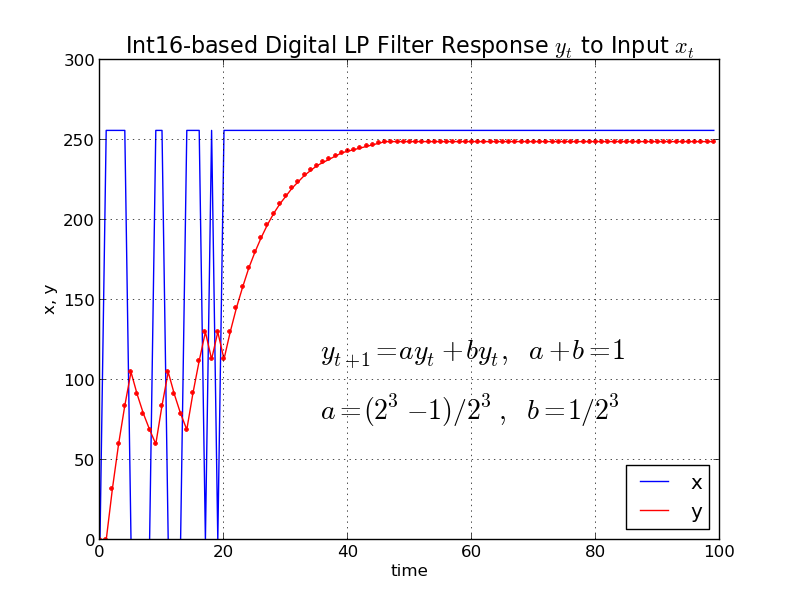 Int16-based Digital LP Filter Response y_t to Input x_t
300
250
200
150
100
50
0
x, y
y_{t+1}=ay_t+by_t,  a+b=1
a=(2^3−1)/2^3,  b=1/2^3
x
y
0 20 40 60 80 100
time